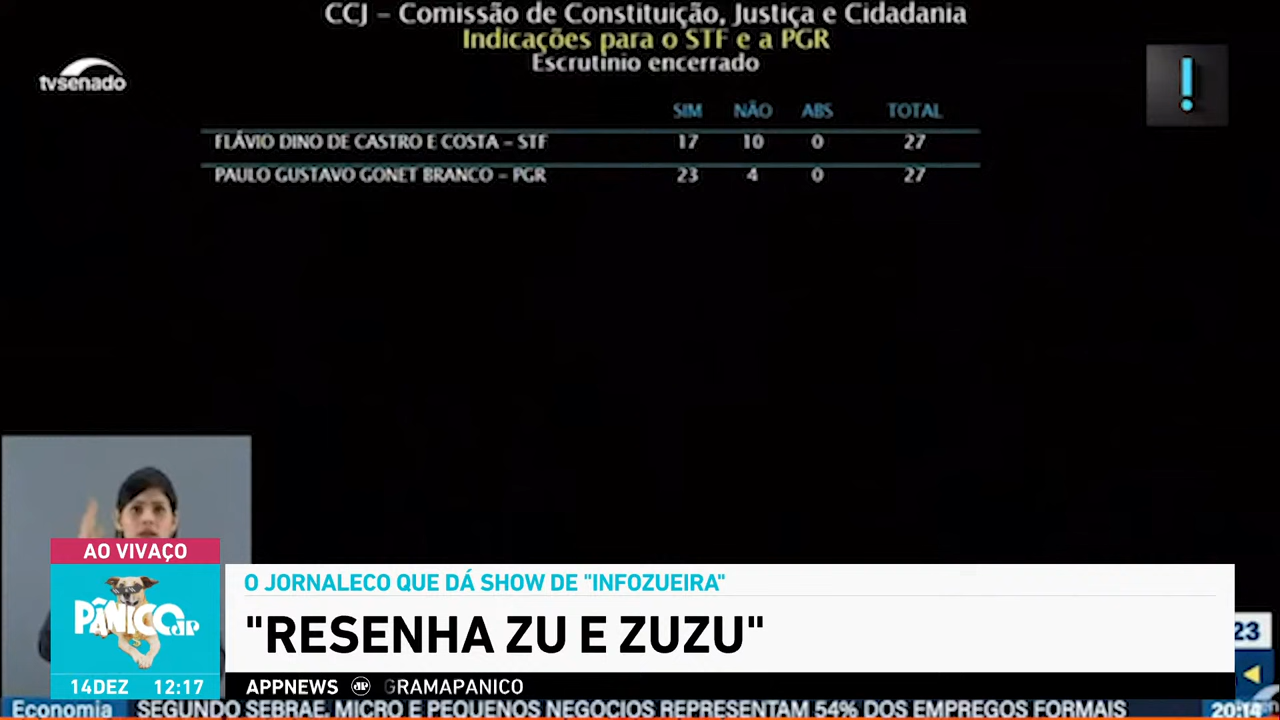 CCJ – Comissão de Constituição, Justiça e Cidadania
Indicações para o STF e a PGR
Escrutínio encerrado
tvsenado
!
SIM NÃO ABS TOTAL
FLÁVIO DINO DE CASTRO E COSTA – STF 17 10 0 27
PAULO GUSTAVO GONET BRANCO – PGR 23 4 0 27
AO VIVAÇO
O JORNALECO QUE DÁ SHOW DE "INFOZUEIRA"
PÂNICO JP
"RESENHA ZU E ZUZU"
23
14DEZ 12:17
APPNEWS JP GRAMAPANICO
Economia SEGUNDO SEBRAE, MICRO E PEQUENOS NEGÓCIOS REPRESENTAM 54% DOS EMPREGOS FORMAIS 20:14